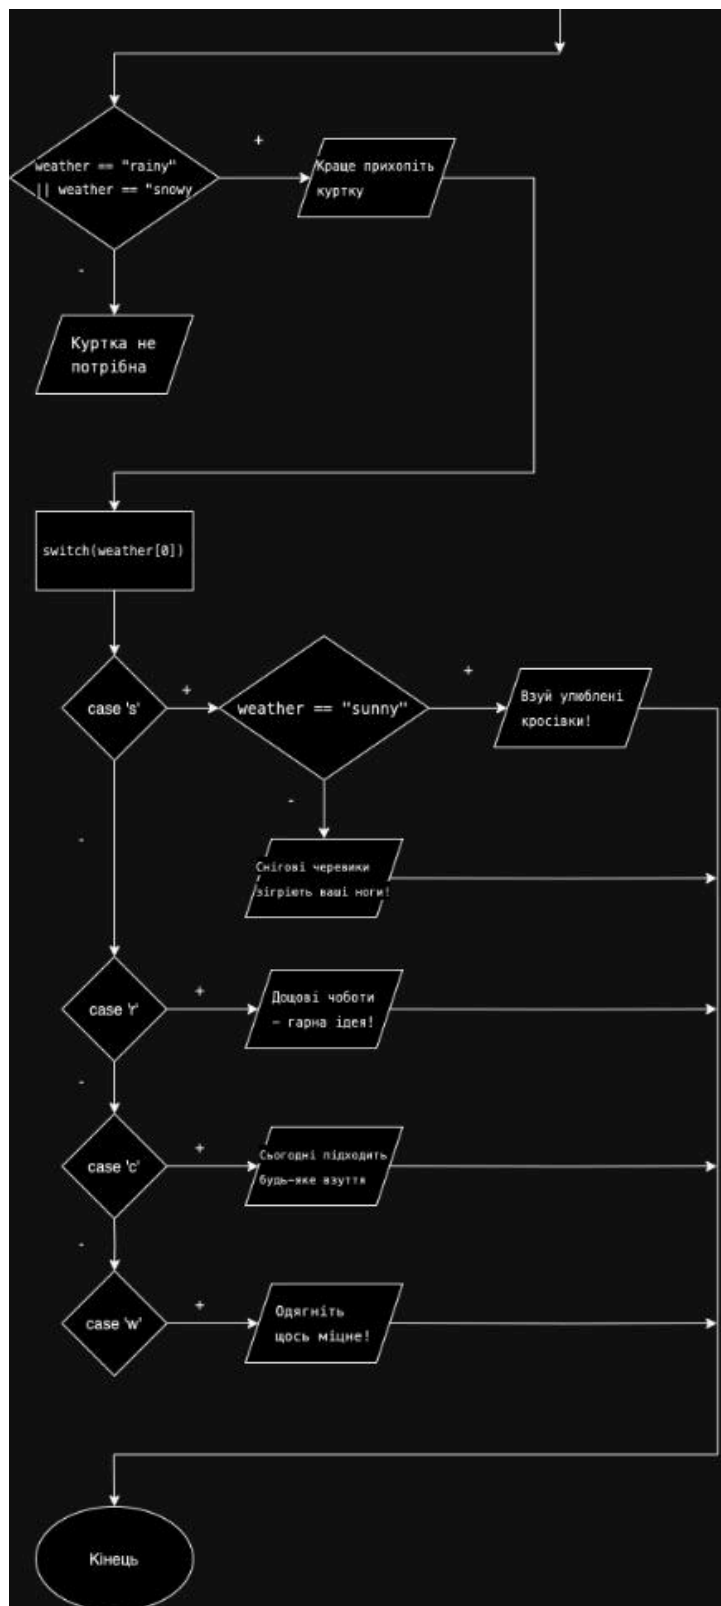 weather == "rainy"
|| weather == "snowy
+
Краще прихопіть
куртку
-
Куртка не
потрібна
switch(weather[0])
case 's'
+
weather == "sunny"
+
Взуй улюблені
кросівки!
-
-
Снігові черевики
зігріють ваші ноги!
case 'r'
+
Дощові чоботи
— гарна ідея!
-
case 'c'
+
Сьогодні підходить
будь-яке взуття
-
case 'w'
+
Одягніть
щось міцне!
Кінець